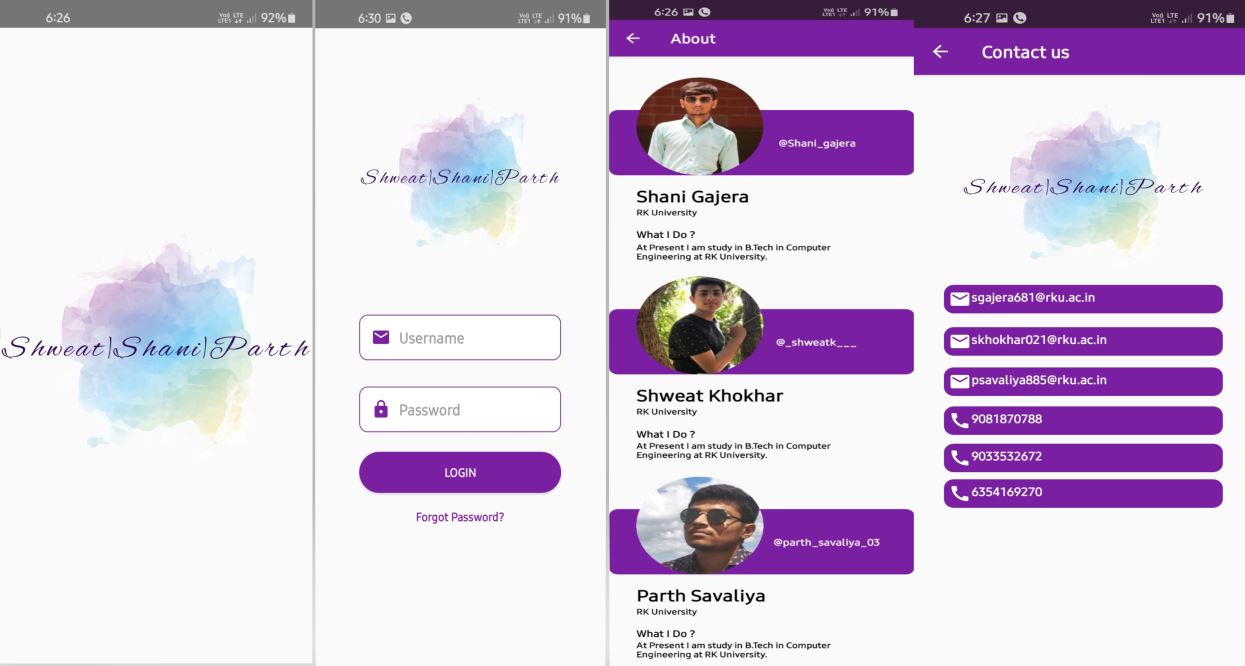 6:26
Vo)) LTE
LTE1
92%
Shweat|Shani|Parth
6:30
Vo)) LTE
LTE1
91%
Shweat|Shani|Parth
Username
Password
LOGIN
Forgot Password?
6:26
Vo)) LTE
LTE1
91%
About
@Shani_gajera
Shani Gajera
RK University
What I Do ?
At Present I am study in B.Tech in Computer
Engineering at RK University.
@_shweatk___
Shweat Khokhar
RK University
What I Do ?
At Present I am study in B.Tech in Computer
Engineering at RK University.
@parth_savaliya_03
Parth Savaliya
RK University
What I Do ?
At Present I am study in B.Tech in Computer
Engineering at RK University.
6:27
Vo)) LTE
LTE1
91%
Contact us
Shweat|Shani|Parth
sgajera681@rku.ac.in
skhokhar021@rku.ac.in
psavaliya885@rku.ac.in
9081870788
9033532672
6354169270